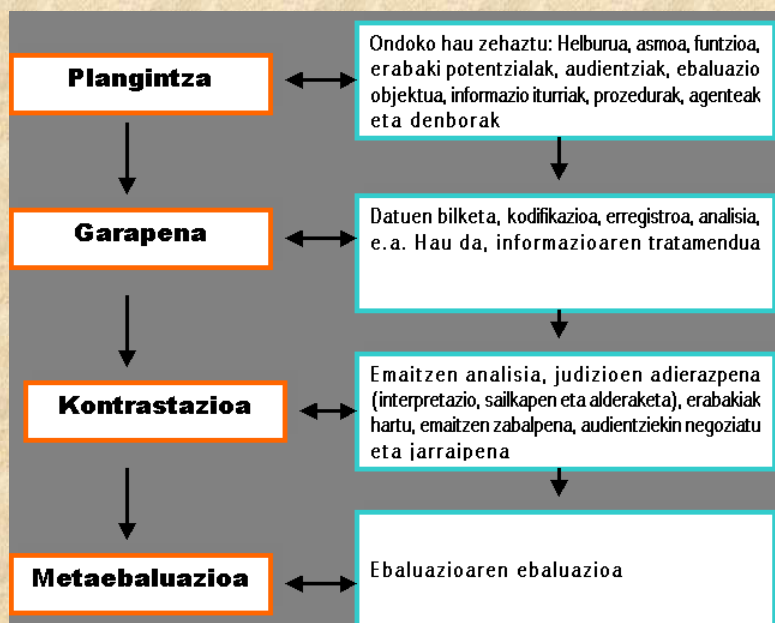 Plangintza
Ondoko hau zehaztu: Helburua, asmoa, funtzioa,
erabaki potentzialak, audientziak, ebaluazio
objektua, informazio iturriak, prozedurak, agenteak
eta denborak
Garapena
Datuen bilketa, kodifikazioa, erregistroa, analisia,
e.a. Hau da, informazioaren tratamendua
Kontrastazioa
Emaitzen analisia, judizioen adierazpena
(interpretazio, sailkapen eta alderaketa), erabakiak
hartu, emaitzen zabalpena, audientziekin negoziatu
eta jarraipena
Metaebaluazioa
Ebaluazioaren ebaluazioa